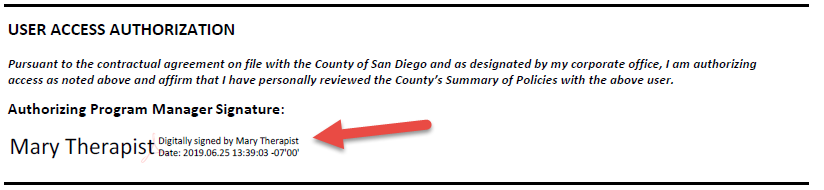 USER ACCESS AUTHORIZATION
Pursuant to the contractual agreement on file with the County of San Diego and as designated by my corporate office, I am authorizing
access as noted above and affirm that I have personally reviewed the County's Summary of Policies with the above user.
Authorizing Program Manager Signature:
Mary Therapist
Digitally signed by Mary Therapist
Date: 2019.06.25 13:39:03 -07'00'